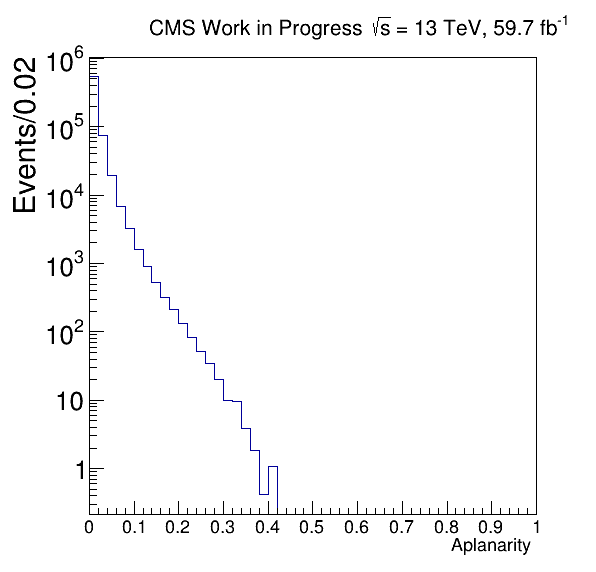 CMS Work in Progress √s = 13 TeV, 59.7 fb⁻¹
Events/0.02
10⁶
10⁵
10⁴
10³
10²
10
1
0 0.1 0.2 0.3 0.4 0.5 0.6 0.7 0.8 0.9 1
Aplanarity